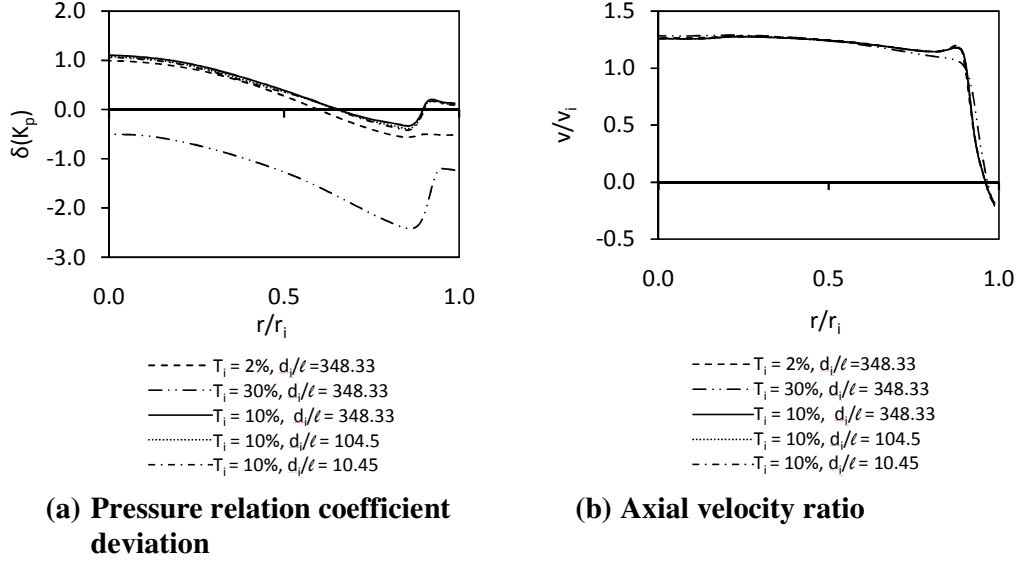 2.0
1.0
0.0
-1.0
-2.0
-3.0
δ(Kp)
0.0
0.5
1.0
r/ri
Ti = 2%, di/ℓ =348.33
Ti = 30%, di/ℓ = 348.33
Ti = 10%, di/ℓ = 348.33
Ti = 10%, di/ℓ = 104.5
Ti = 10%, di/ℓ = 10.45
(a) Pressure relation coefficient
deviation
1.5
1.0
0.5
0.0
-0.5
v/vi
0.0
0.5
1.0
r/ri
Ti = 2%, di/ℓ =348.33
Ti = 30%, di/ℓ = 348.33
Ti = 10%, di/ℓ = 348.33
Ti = 10%, di/ℓ = 104.5
Ti = 10%, di/ℓ = 10.45
(b) Axial velocity ratio